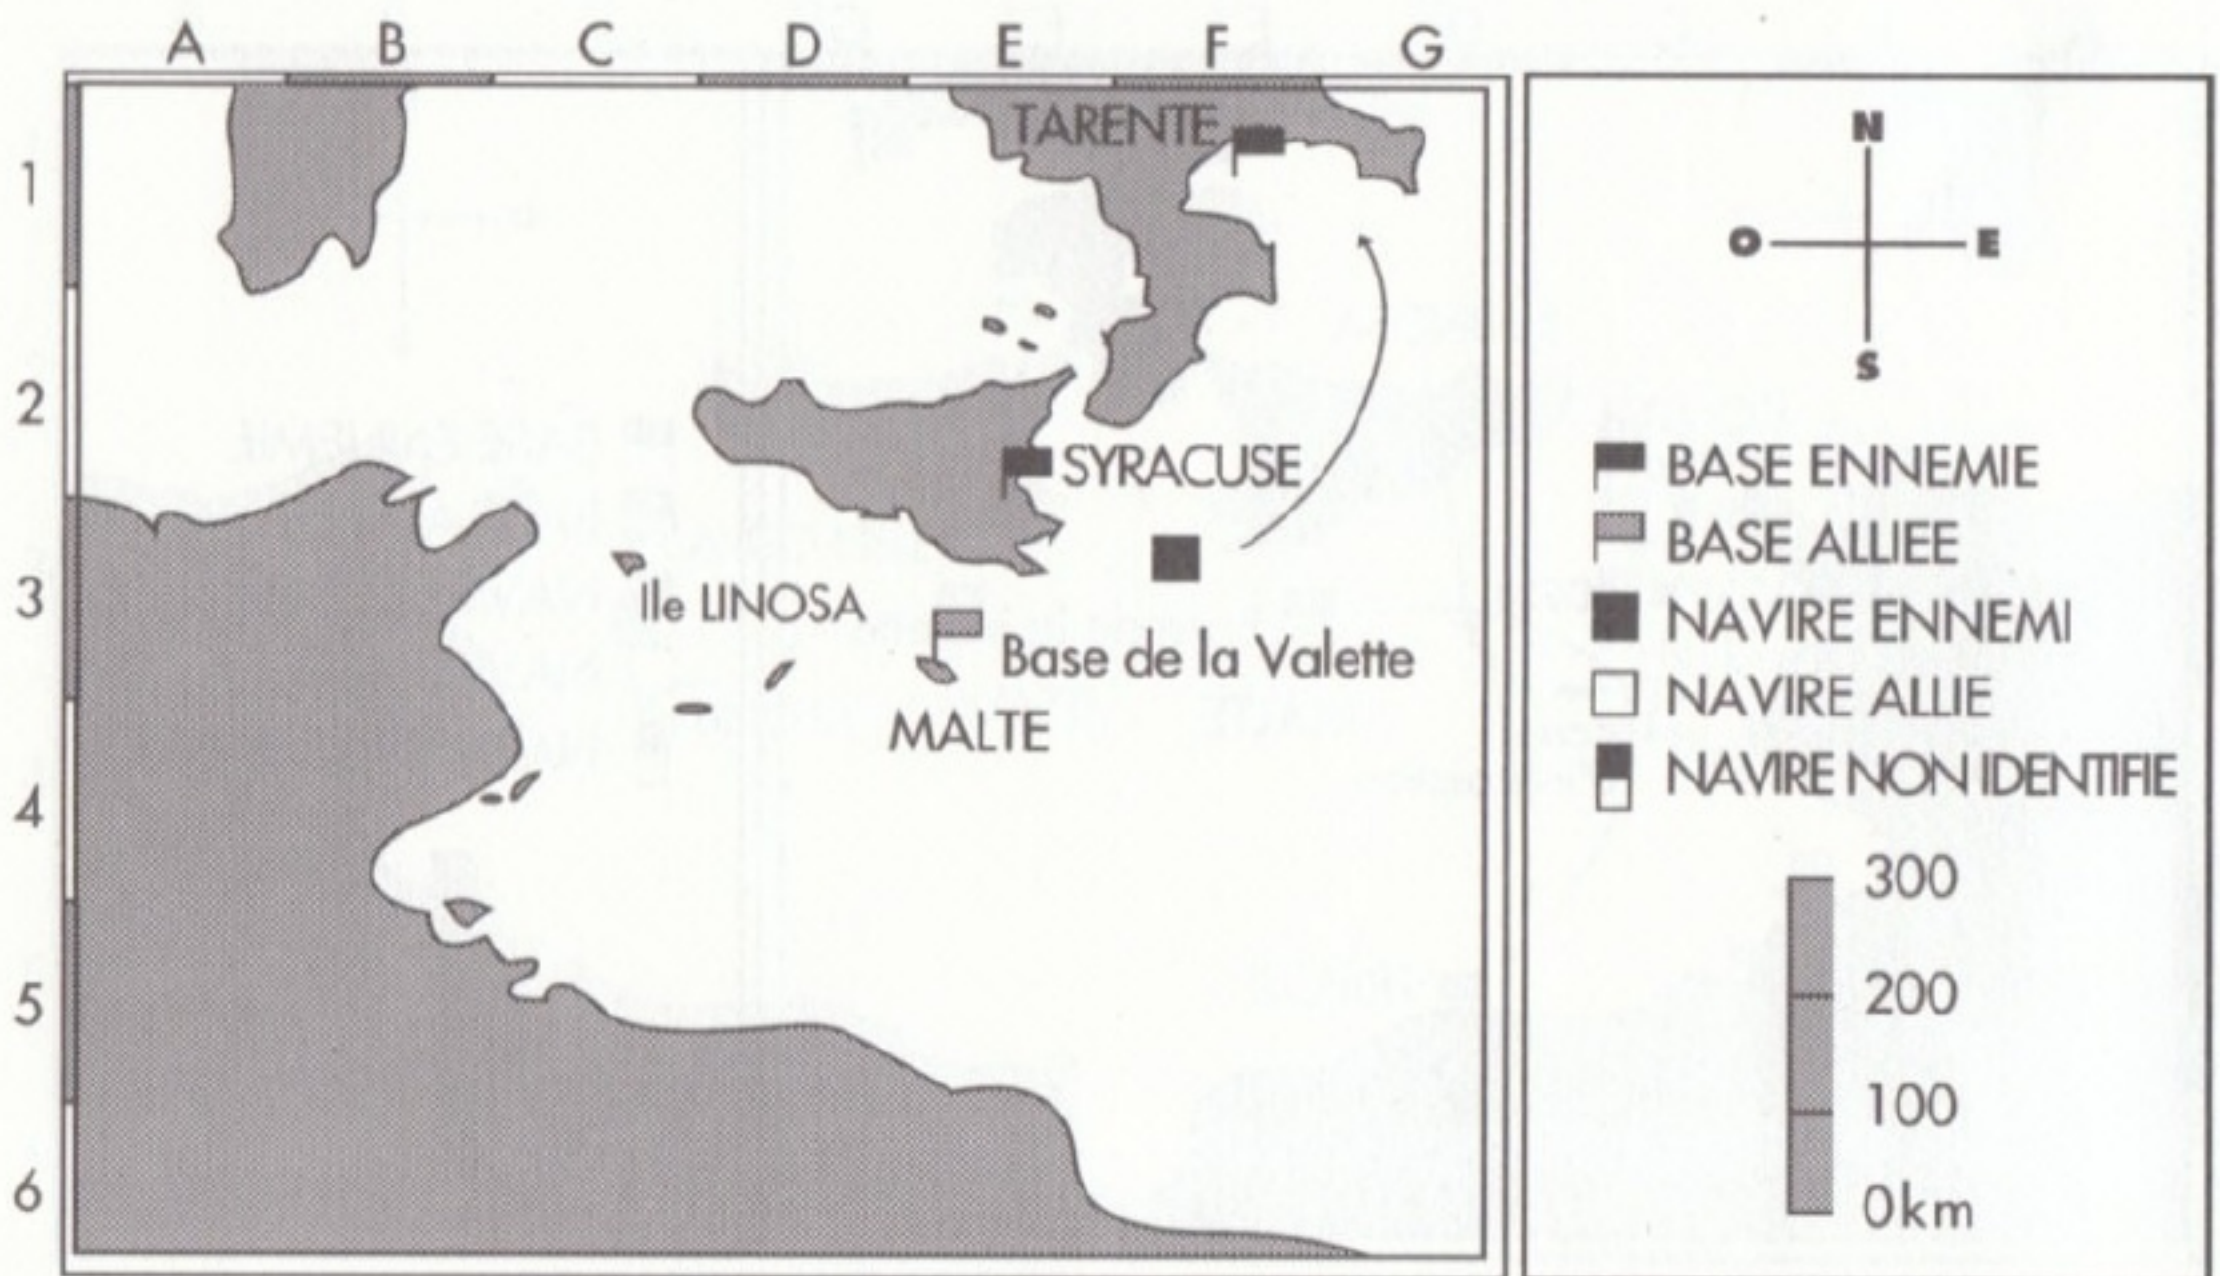 A B C D E F G
1
2
3
4
5
6
TARENTE
SYRACUSE
Ile LINOSA
Base de la Valette
MALTE
N
O E
S
BASE ENNEMIE
BASE ALLIEE
NAVIRE ENNEMI
NAVIRE ALLIE
NAVIRE NON IDENTIFIE
300
200
100
0km